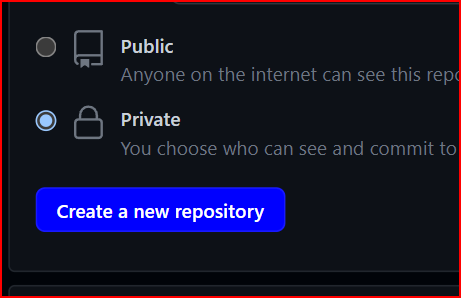 Public
Anyone on the internet can see this repo
Private
You choose who can see and commit to
Create a new repository